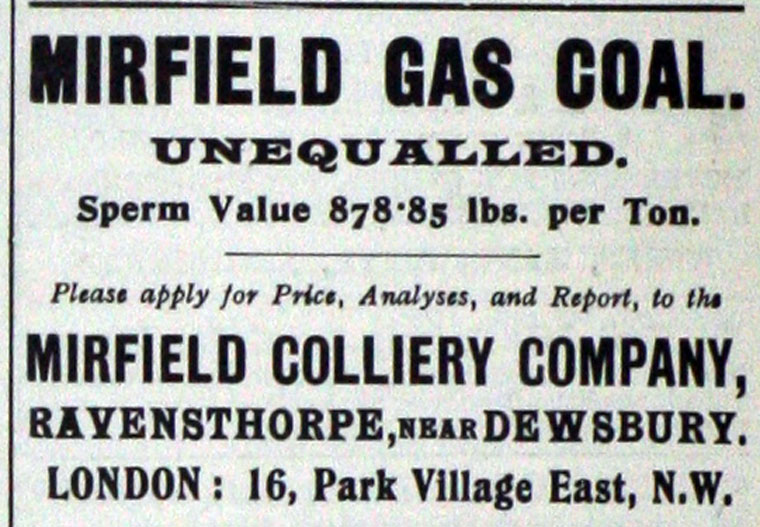 MIRFIELD GAS COAL.
UNEQUALLED.
Sperm Value 878·85 lbs. per Ton.
Please apply for Price, Analyses, and Report, to the
MIRFIELD COLLIERY COMPANY,
RAVENSTHORPE, NEAR DEWSBURY.
LONDON: 16, Park Village East, N.W.